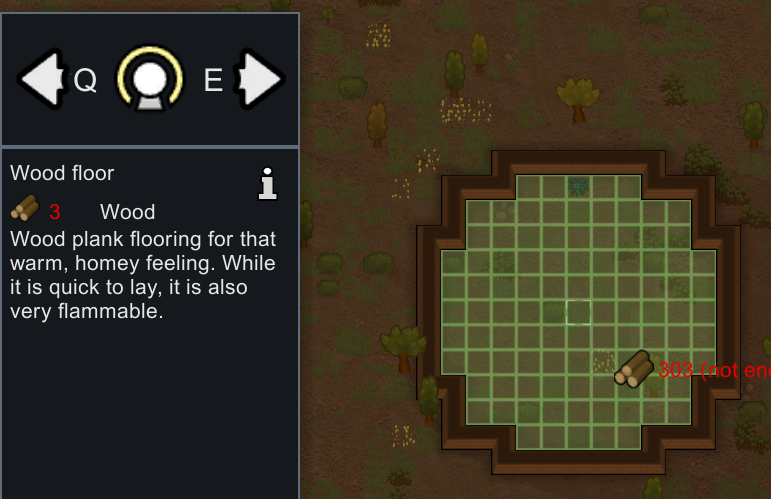 Q E
Wood floor
3 Wood
Wood plank flooring for that
warm, homey feeling. While
it is quick to lay, it is also
very flammable.
303 (not en